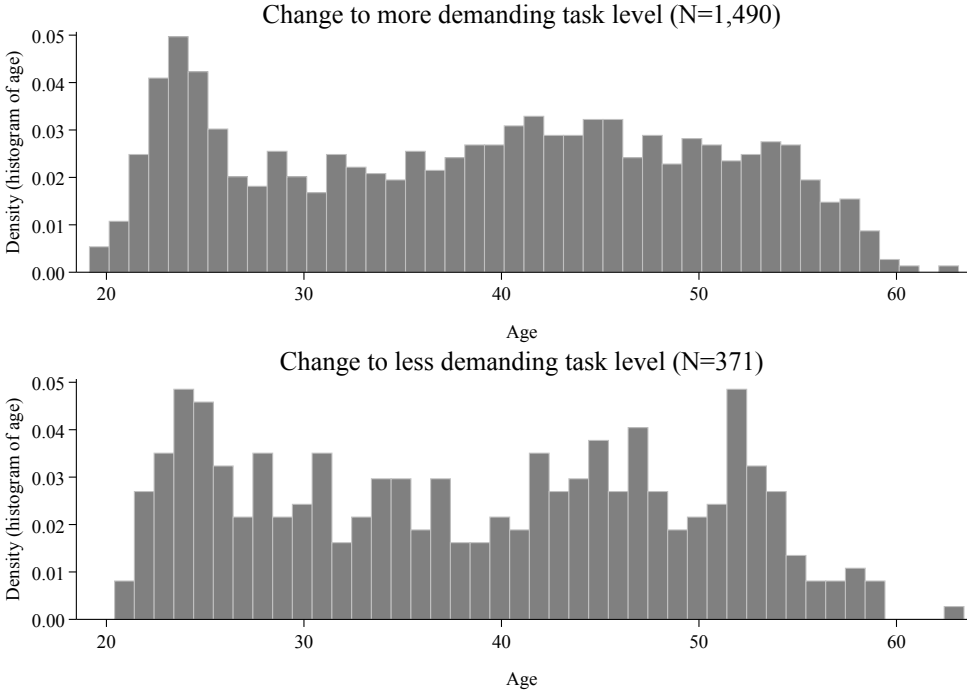 Change to more demanding task level (N=1,490)
Density (histogram of age)
0.05
0.04
0.03
0.02
0.01
0.00
20 30 40 50 60
Age
Change to less demanding task level (N=371)
Density (histogram of age)
0.05
0.04
0.03
0.02
0.01
0.00
20 30 40 50 60
Age